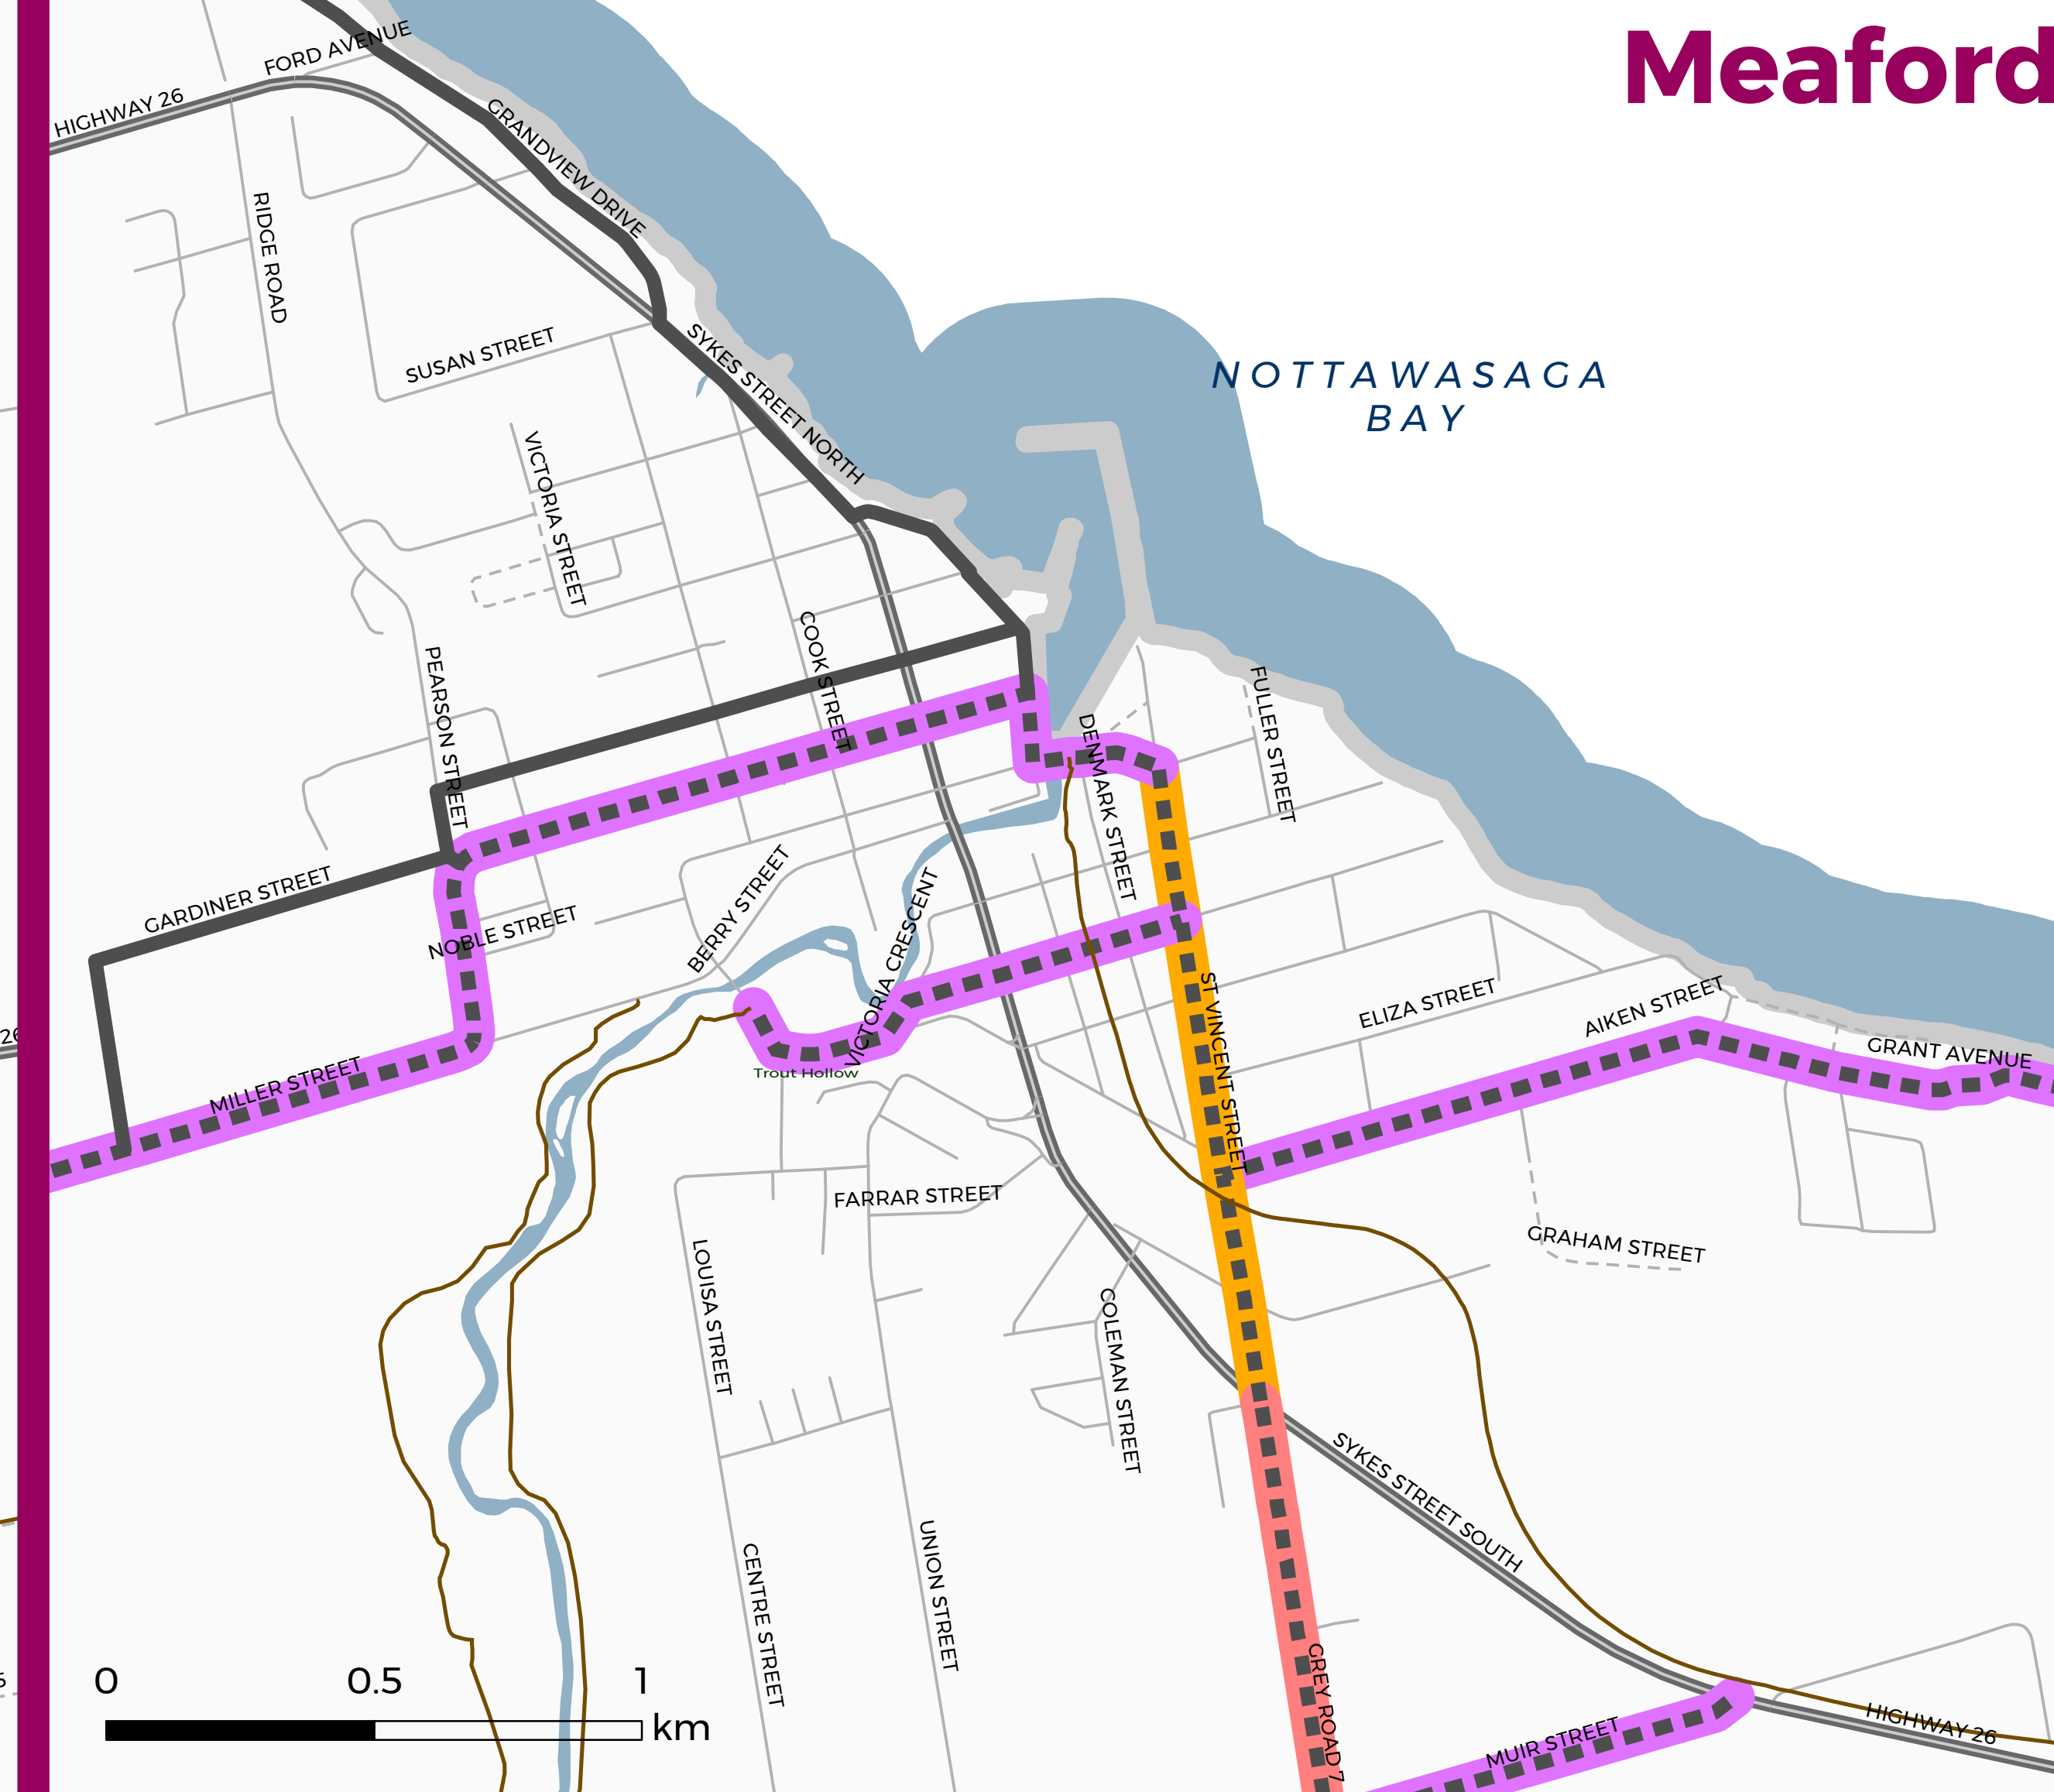 Meaford
FORD AVENUE
HIGHWAY 26
GRANDVIEW DRIVE
RIDGE ROAD
SUSAN STREET
SYKES STREET NORTH
NOTTAWASAGA
BAY
VICTORIA STREET
COOK STREET
PEARSON STREET
FULLER STREET
DENMARK STREET
BERRY STREET
GARDINER STREET
NOBLE STREET
VICTORIA CRESCENT
ST VINCENT STREET
ELIZA STREET
AIKEN STREET
GRANT AVENUE
26
MILLER STREET
Trout Hollow
FARRAR STREET
GRAHAM STREET
LOUISA STREET
COLEMAN STREET
SYKES STREET SOUTH
UNION STREET
CENTRE STREET
GREY ROAD 7
HIGHWAY 26
MUIR STREET
0 0.5 1
km